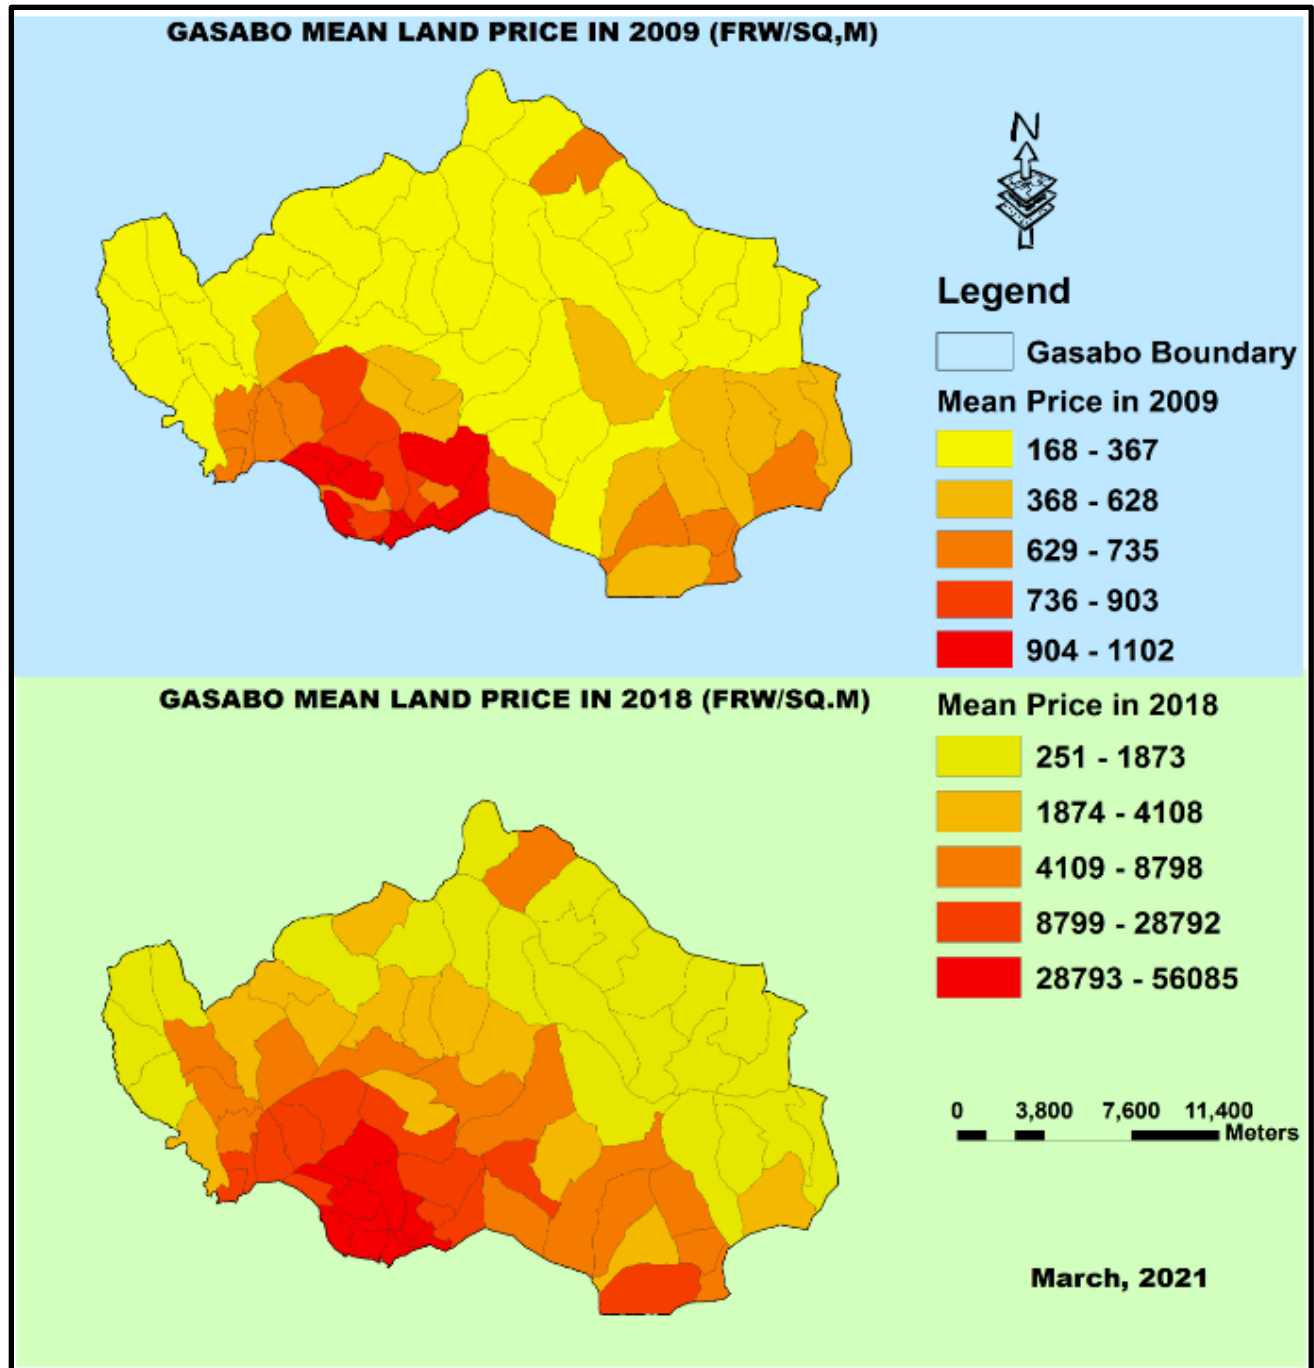 GASABO MEAN LAND PRICE IN 2009 (FRW/SQ,M)
N
Legend
Gasabo Boundary
Mean Price in 2009
168 - 367
368 - 628
629 - 735
736 - 903
904 - 1102
GASABO MEAN LAND PRICE IN 2018 (FRW/SQ.M)
Mean Price in 2018
251 - 1873
1874 - 4108
4109 - 8798
8799 - 28792
28793 - 56085
0 3,800 7,600 11,400
Meters
March, 2021